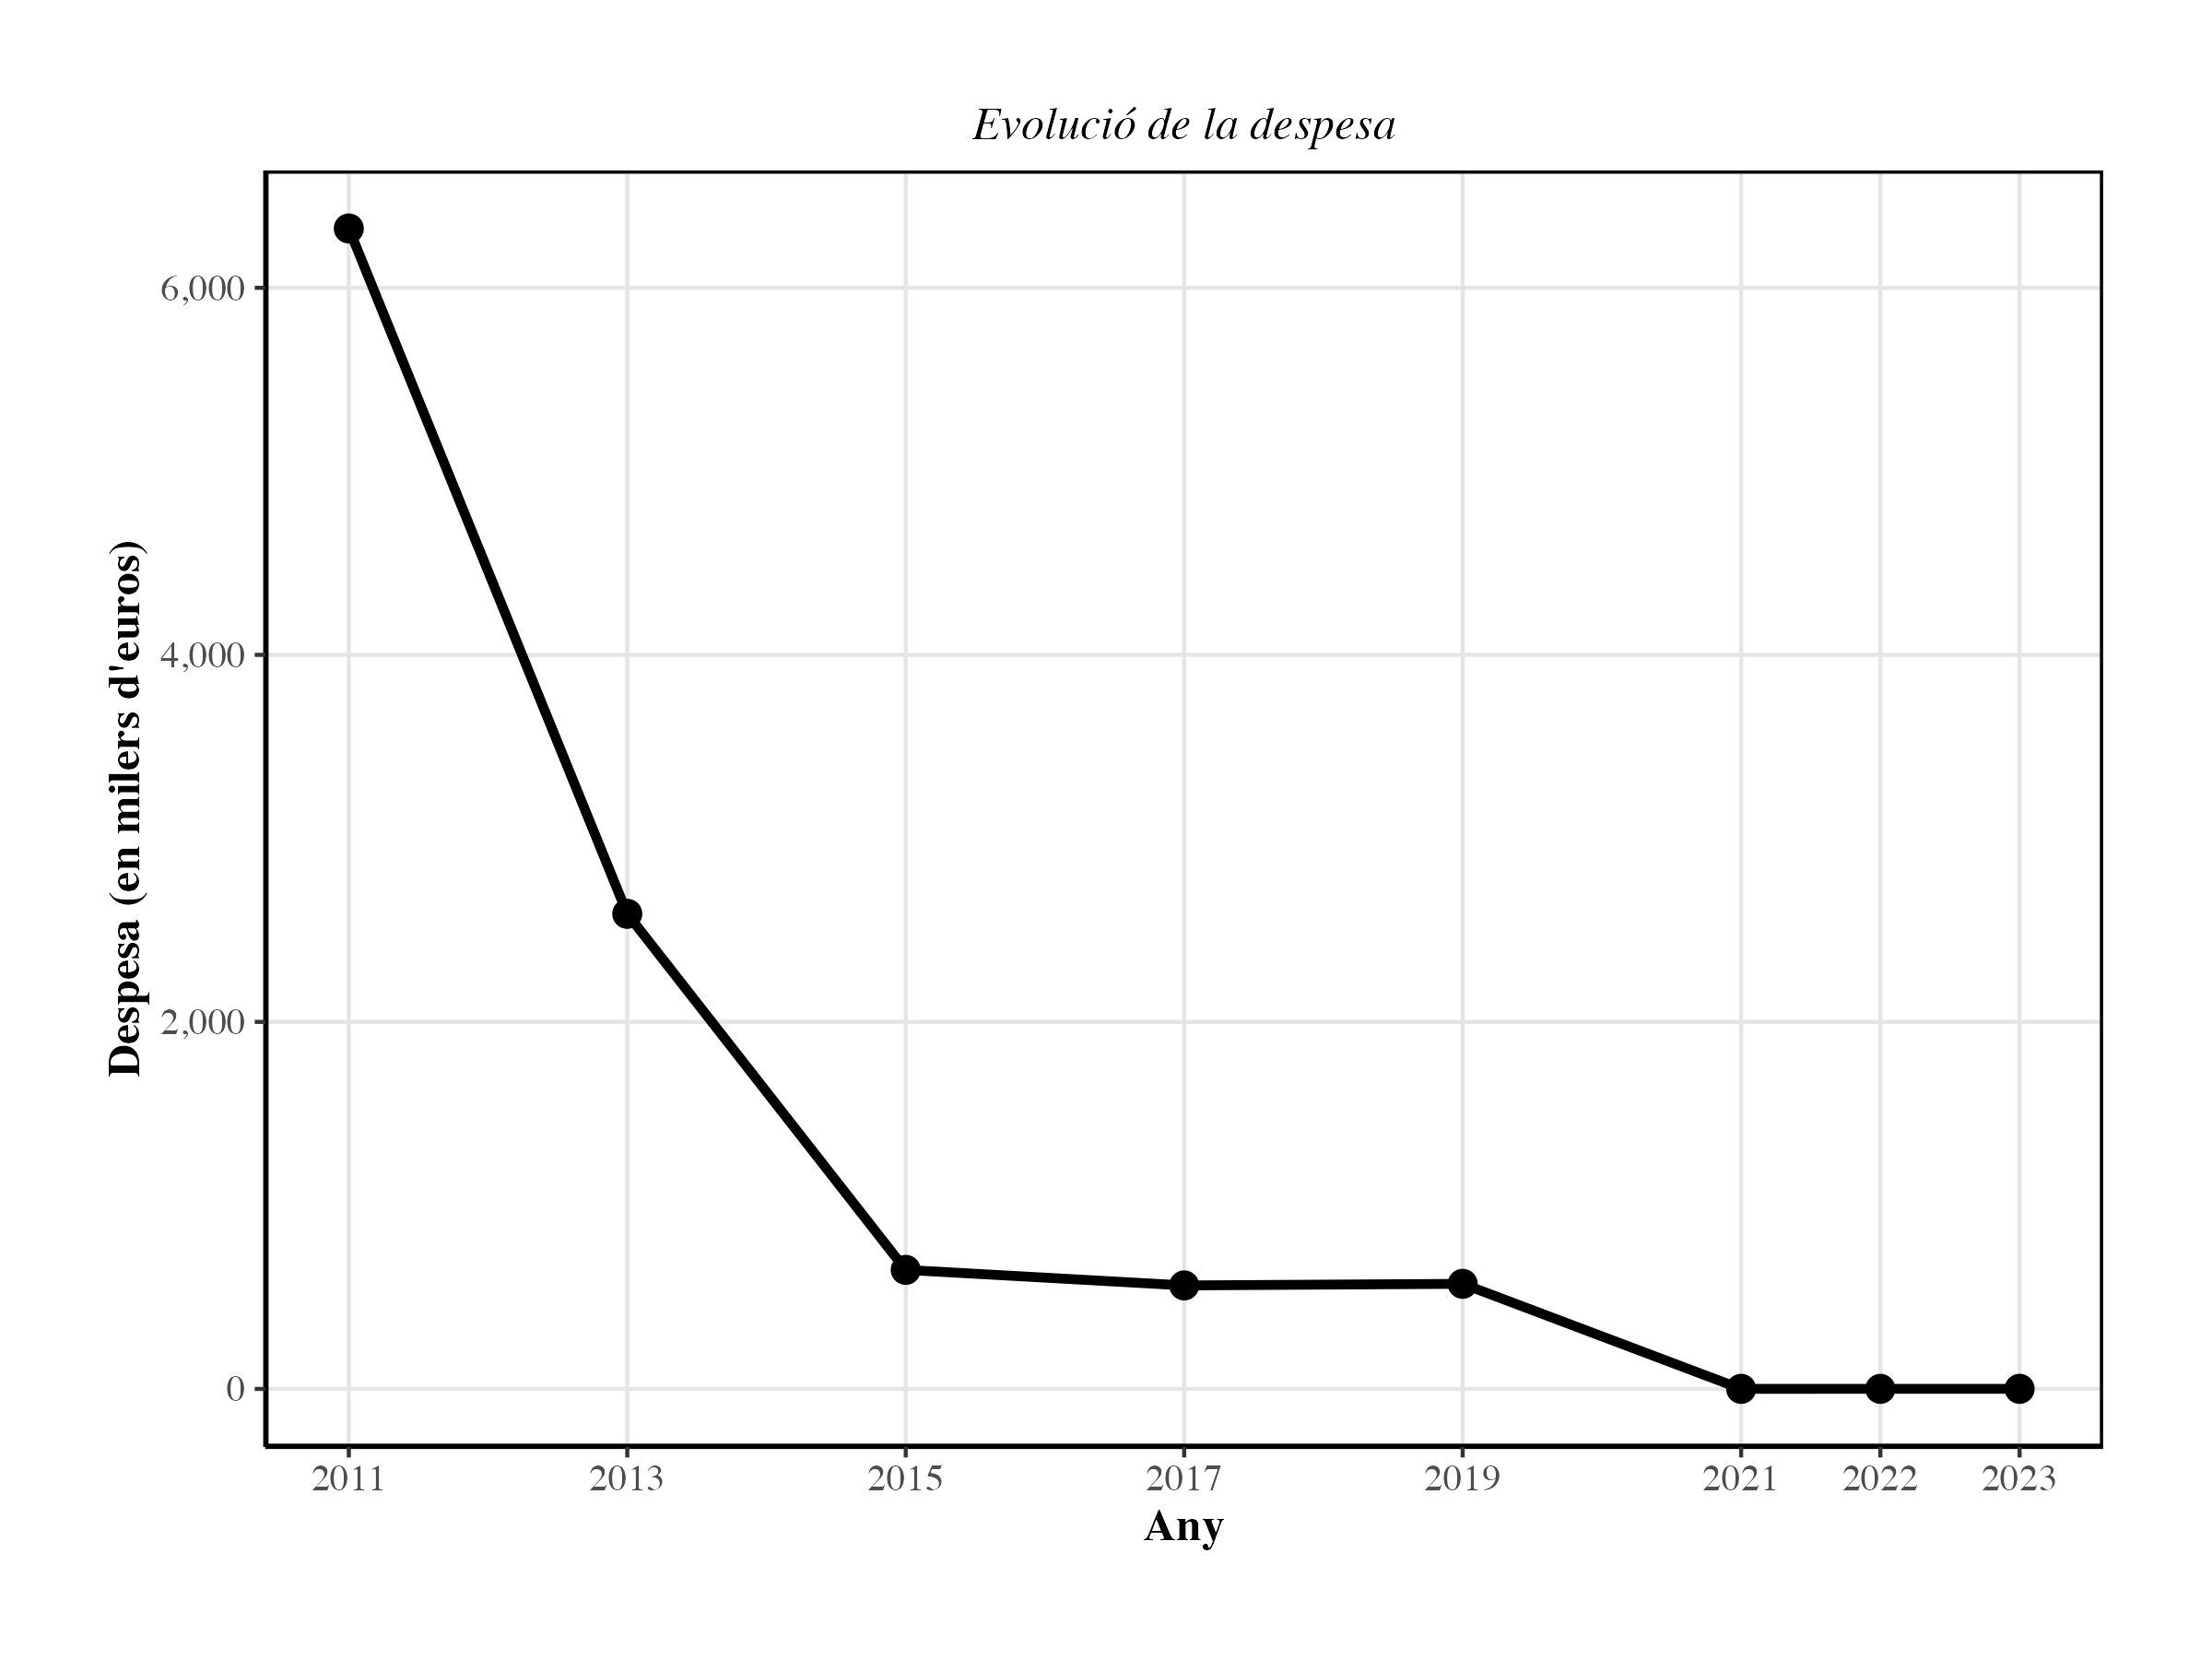 Evolució de la despesa
Despesa (en milers d'euros)
6,000
4,000
2,000
0
2011 2013 2015 2017 2019 2021 2022 2023
Any